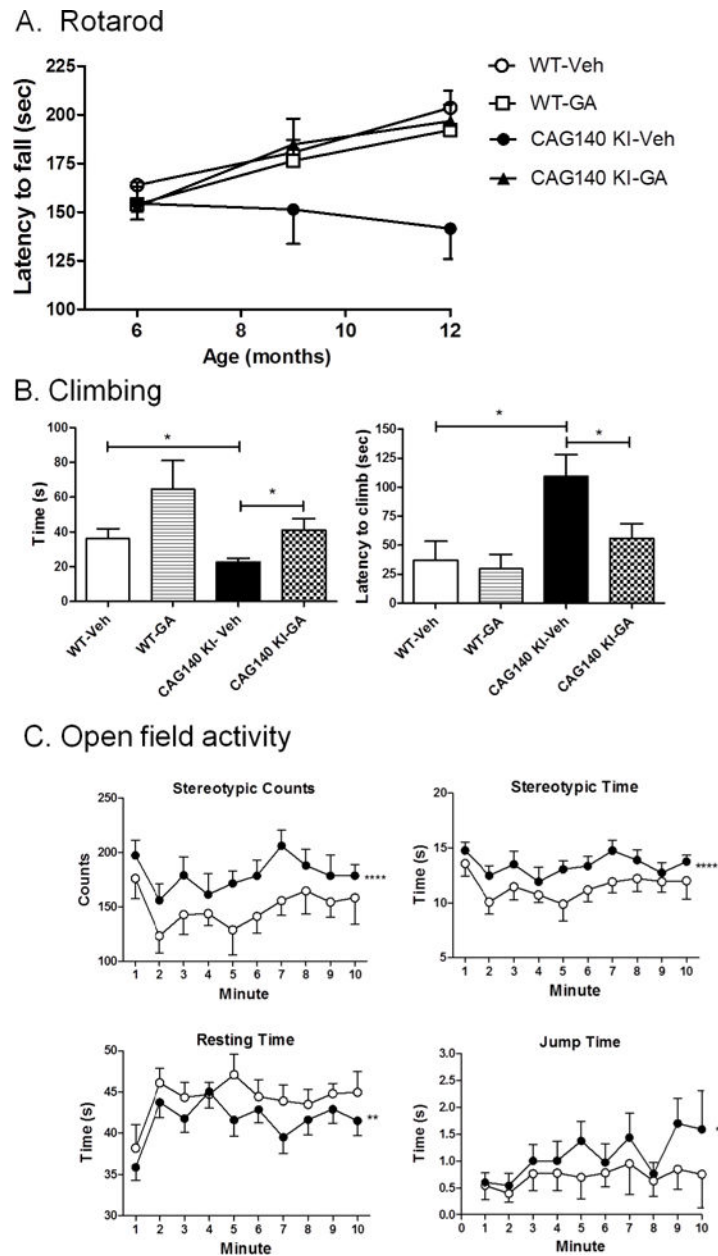 A. Rotarod
Latency to fall (sec)
225
200
175
150
125
100
6
8
10
12
Age (months)
WT-Veh
WT-GA
CAG140 KI-Veh
CAG140 KI-GA
B. Climbing
Time (s)
100
80
60
40
20
0
*
*
WT-Veh
WT-GA
CAG140 KI- Veh
CAG140 KI-GA
Latency to climb (sec)
150
125
100
75
50
25
0
*
*
WT-Veh
WT-GA
CAG140 KI-Veh
CAG140 KI-GA
C. Open field activity
Stereotypic Counts
Counts
250
200
150
100
****
1 2 3 4 5 6 7 8 9 10
Minute
Stereotypic Time
Time (s)
20
15
10
5
****
1 2 3 4 5 6 7 8 9 10
Minute
Resting Time
Time (s)
50
45
40
35
30
**
1 2 3 4 5 6 7 8 9 10
Minute
Jump Time
Time (s)
3.0
2.5
2.0
1.5
1.0
0.5
0.0
*
0 1 2 3 4 5 6 7 8 9 10
Minute